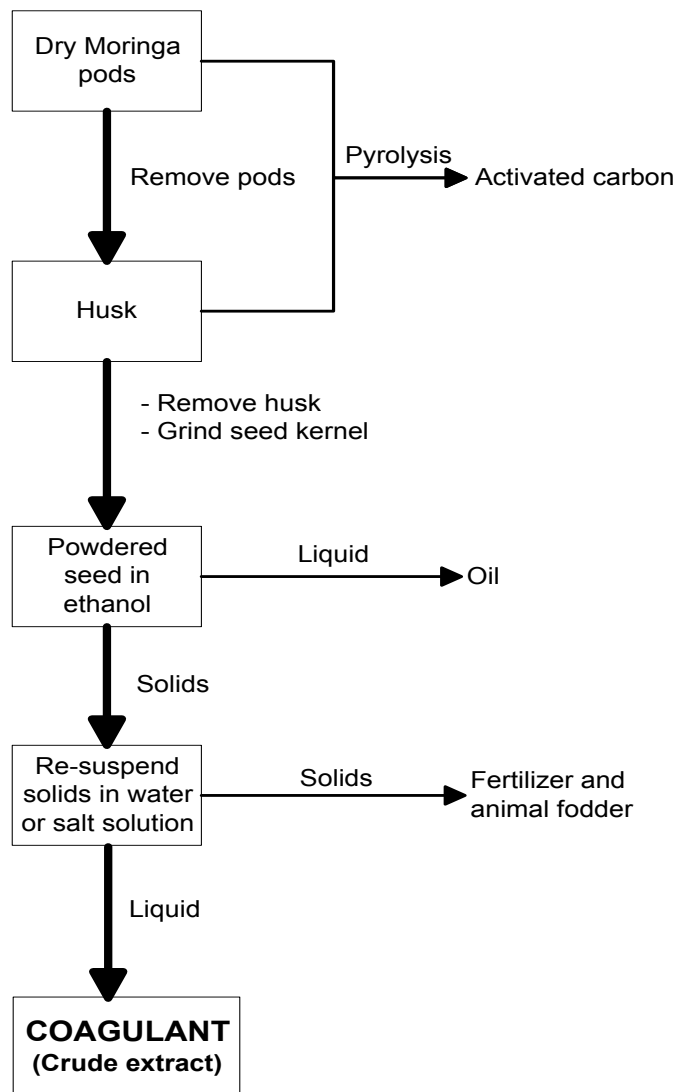 Dry Moringa
pods
Pyrolysis
Remove pods
Activated carbon
Husk
- Remove husk
- Grind seed kernel
Powdered
seed in
ethanol
Liquid
Oil
Solids
Re-suspend
solids in water
or salt solution
Solids
Fertilizer and
animal fodder
Liquid
COAGULANT
(Crude extract)